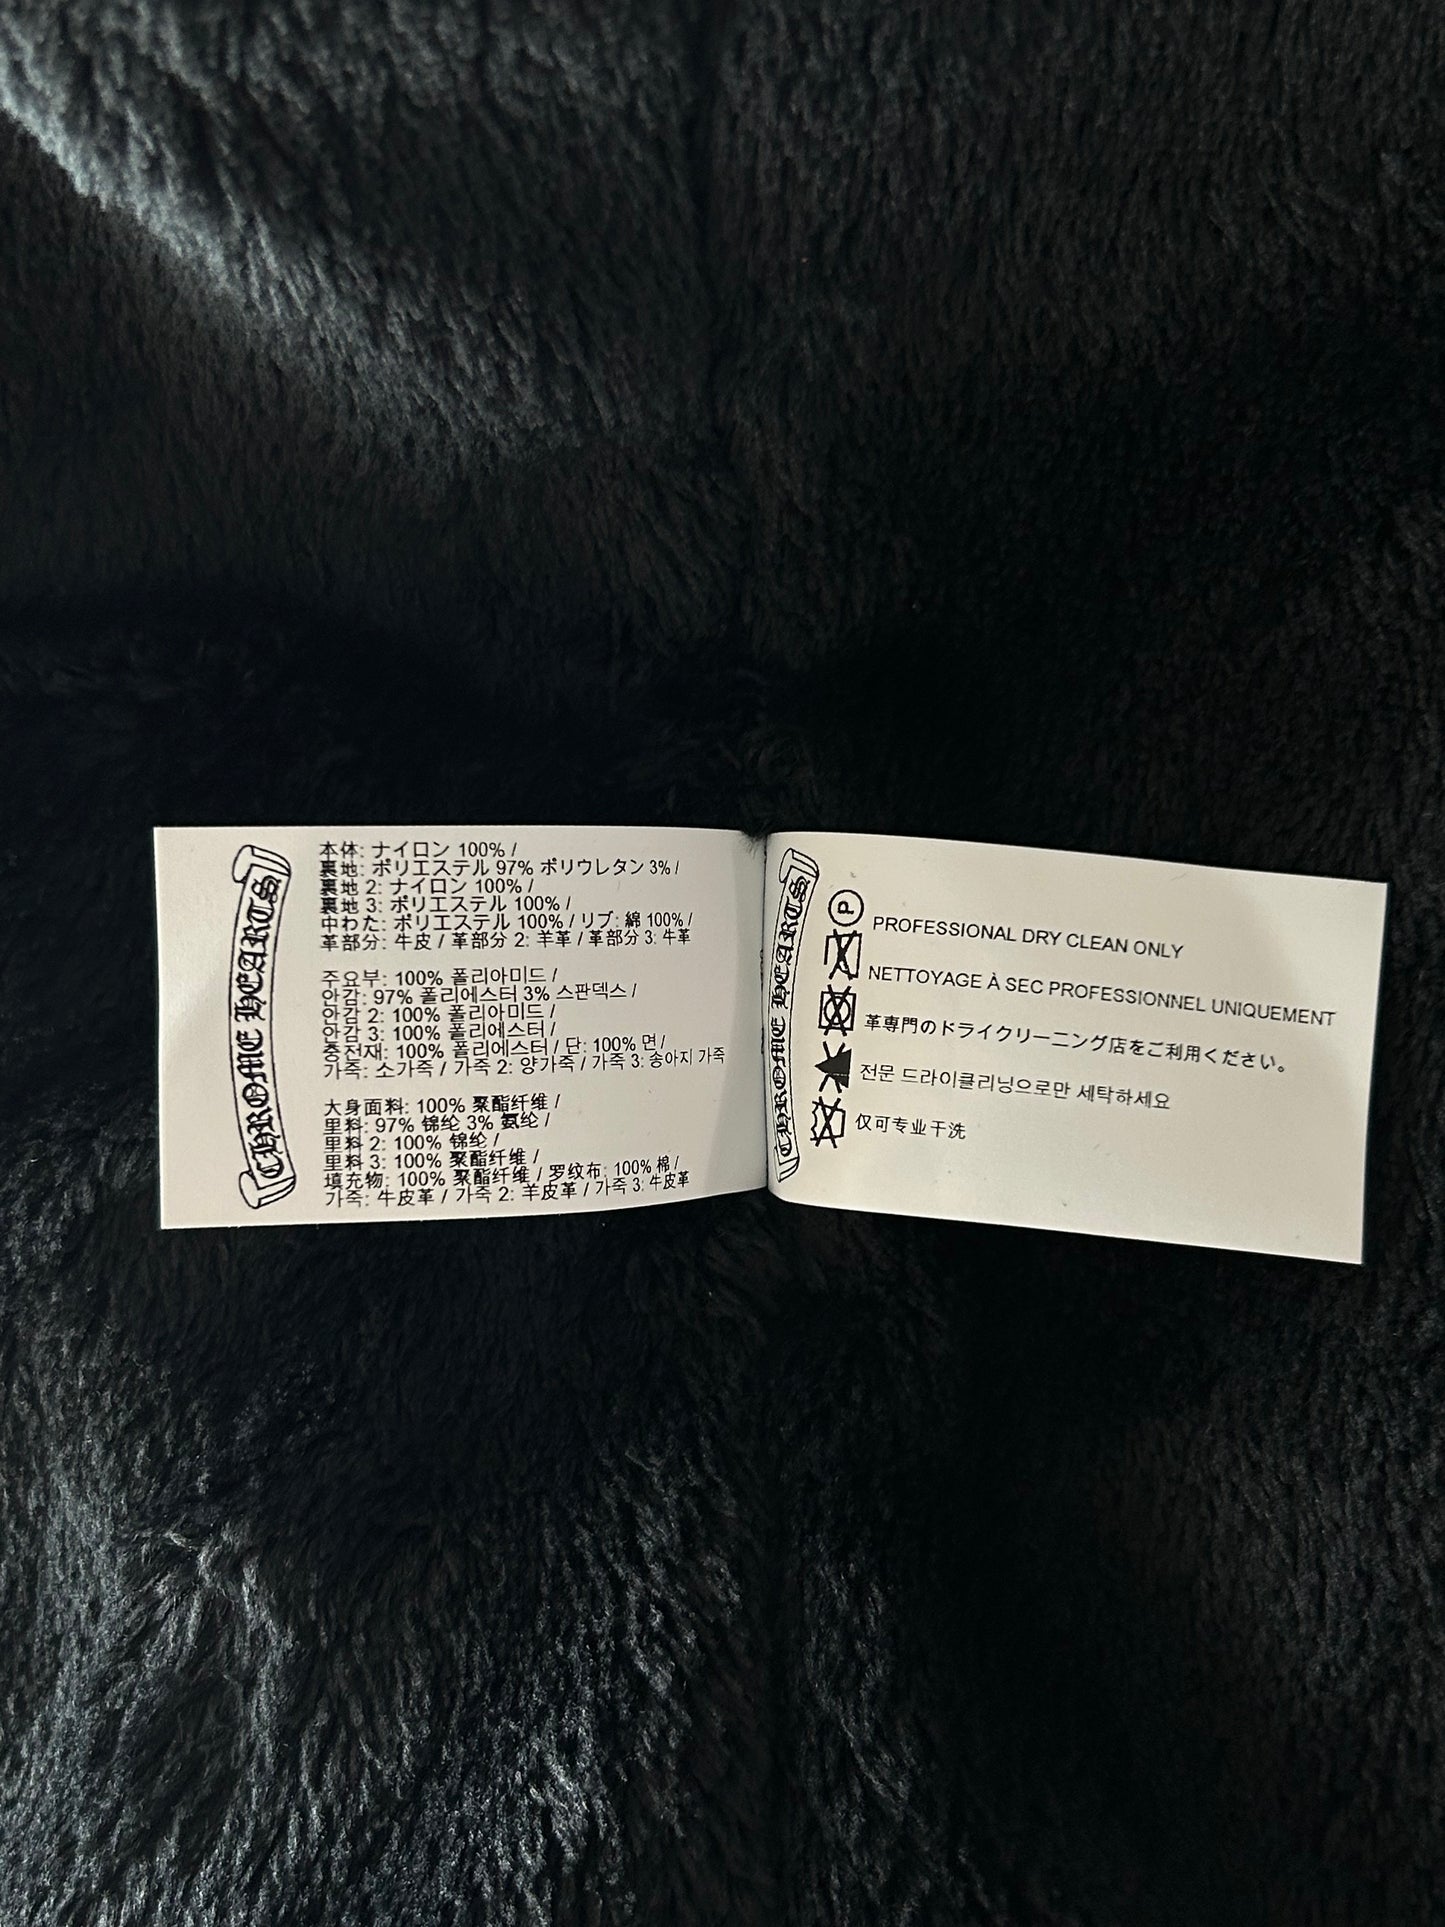 CHROME HEARTS
本体: ナイロン 100% /
裏地: ポリエステル 97% ポリウレタン 3% /
裏地 2: ナイロン 100% /
裏地 3: ポリエステル 100% /
中わた: ポリエステル 100% / リブ: 綿 100% /
革部分: 牛皮 / 革部分 2: 羊革 / 革部分 3: 牛革
주요부: 100% 폴리아미드 /
안감: 97% 폴리에스터 3% 스판덱스 /
안감 2: 100% 폴리아미드 /
안감 3: 100% 폴리에스터 /
충전재: 100% 폴리에스터 / 단: 100% 면 /
가죽: 소가죽 / 가죽 2: 양가죽 / 가죽 3: 송아지 가죽
大身面料: 100% 聚酯纤维 /
里料: 97% 锦纶 3% 氨纶 /
里料 2: 100% 锦纶 /
里料 3: 100% 聚酯纤维 /
填充物: 100% 聚酯纤维 / 罗纹布: 100% 棉 /
가죽: 牛皮革 / 가죽 2: 羊皮革 / 가죽 3: 牛皮革
CHROME HEARTS
P
PROFESSIONAL DRY CLEAN ONLY
NETTOYAGE À SEC PROFESSIONNEL UNIQUEMENT
革専門のドライクリーニング店をご利用ください。
전문 드라이클리닝으로만 세탁하세요
仅可专业干洗